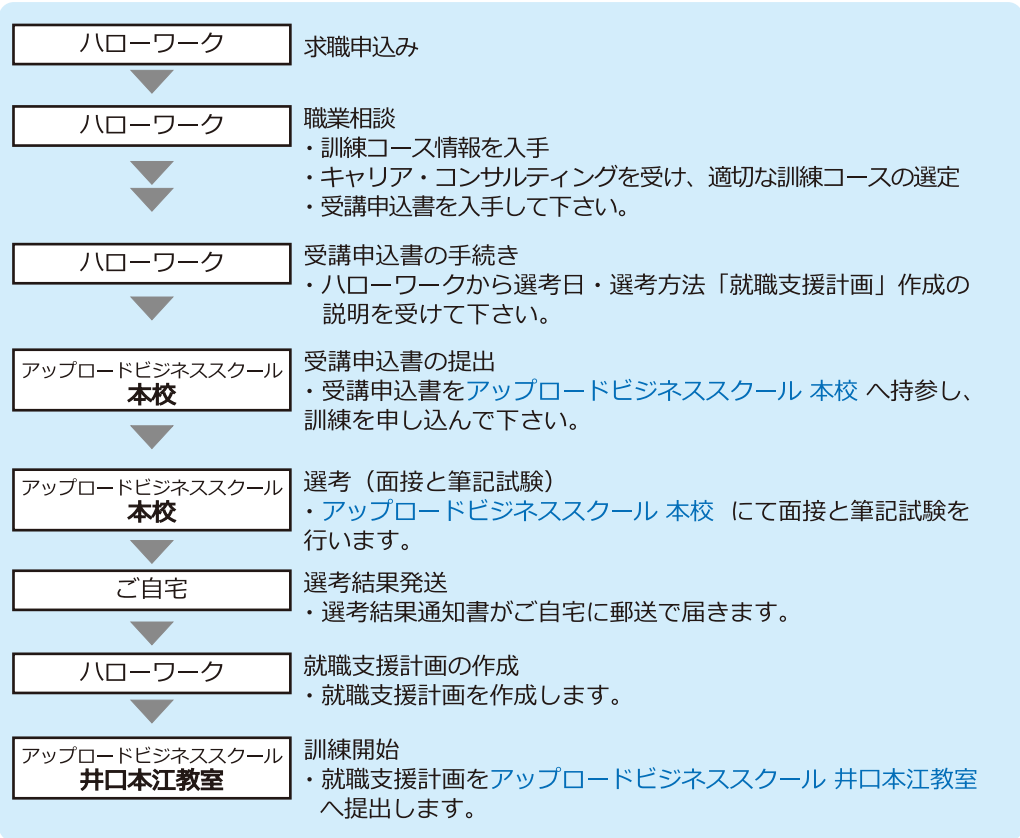 ハローワーク
求職申込み
ハローワーク
職業相談
・訓練コース情報を入手
・キャリア・コンサルティングを受け、適切な訓練コースの選定
・受講申込書を入手して下さい。
ハローワーク
受講申込書の手続き
・ハローワークから選考日・選考方法「就職支援計画」作成の
説明を受けて下さい。
アップロードビジネススクール
本校
受講申込書の提出
・受講申込書をアップロードビジネススクール 本校 へ持参し、
訓練を申し込んで下さい。
アップロードビジネススクール
本校
選考（面接と筆記試験）
・アップロードビジネススクール 本校 にて面接と筆記試験を
行います。
ご自宅
選考結果発送
・選考結果通知書がご自宅に郵送で届きます。
ハローワーク
就職支援計画の作成
・就職支援計画を作成します。
アップロードビジネススクール
井口本江教室
訓練開始
・就職支援計画をアップロードビジネススクール 井口本江教室
へ提出します。